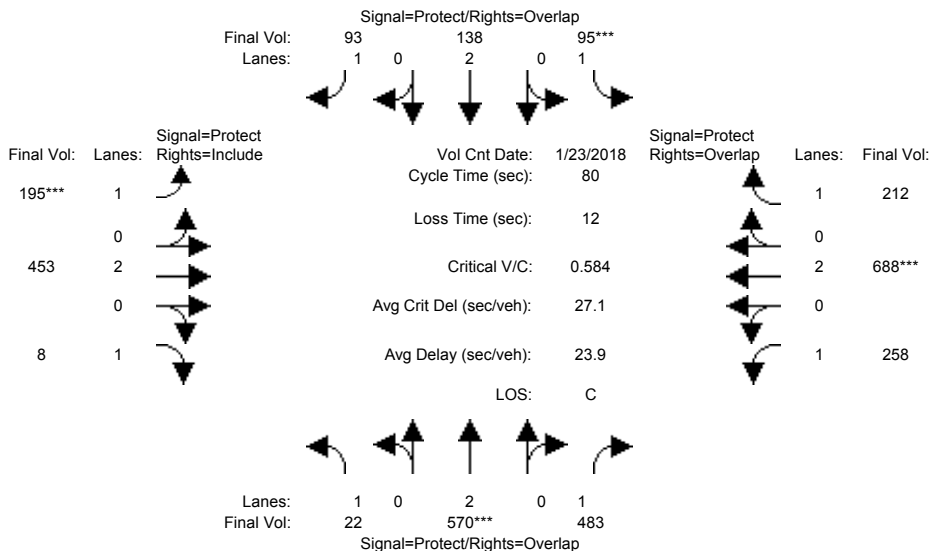 Signal=Protect/Rights=Overlap
Final Vol: 93 138 95***
Lanes: 1 0 2 0 1
Signal=Protect Signal=Protect
Final Vol: Lanes: Rights=Include Vol Cnt Date: 1/23/2018 Rights=Overlap Lanes: Final Vol:
Cycle Time (sec): 80
195*** 1 1 212
Loss Time (sec): 12
0 0
453 2 Critical V/C: 0.584 2 688***
0 Avg Crit Del (sec/veh): 27.1 0
8 1 Avg Delay (sec/veh): 23.9 1 258
LOS: C
Lanes: 1 0 2 0 1
Final Vol: 22 570*** 483
Signal=Protect/Rights=Overlap